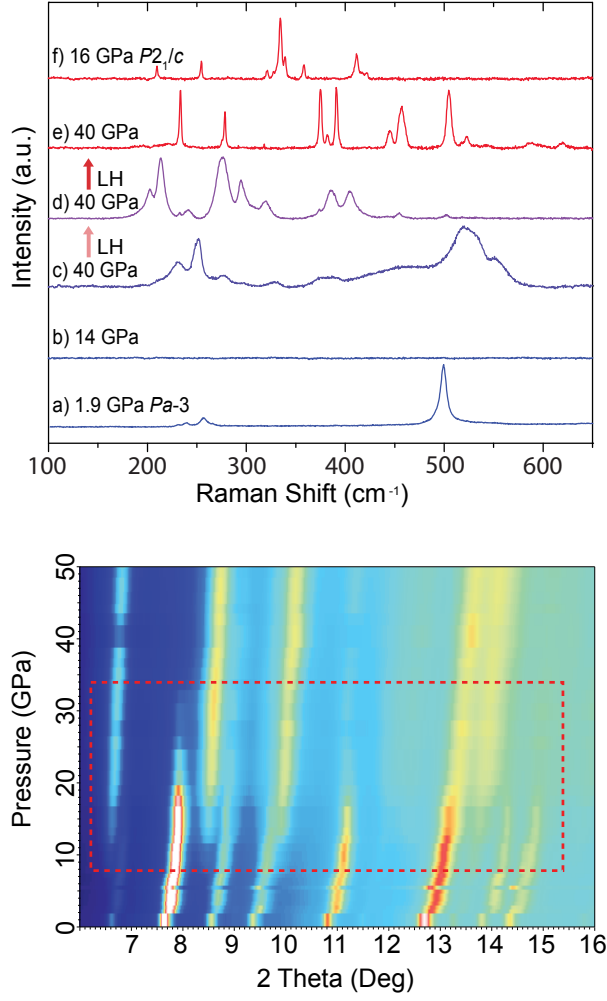 f) 16 GPa P2₁/c
e) 40 GPa
LH
d) 40 GPa
LH
c) 40 GPa
b) 14 GPa
a) 1.9 GPa Pa-3
Intensity (a.u.)
100 200 300 400 500 600
Raman Shift (cm⁻¹)
50
40
30
20
10
0
Pressure (GPa)
7 8 9 10 11 12 13 14 15 16
2 Theta (Deg)